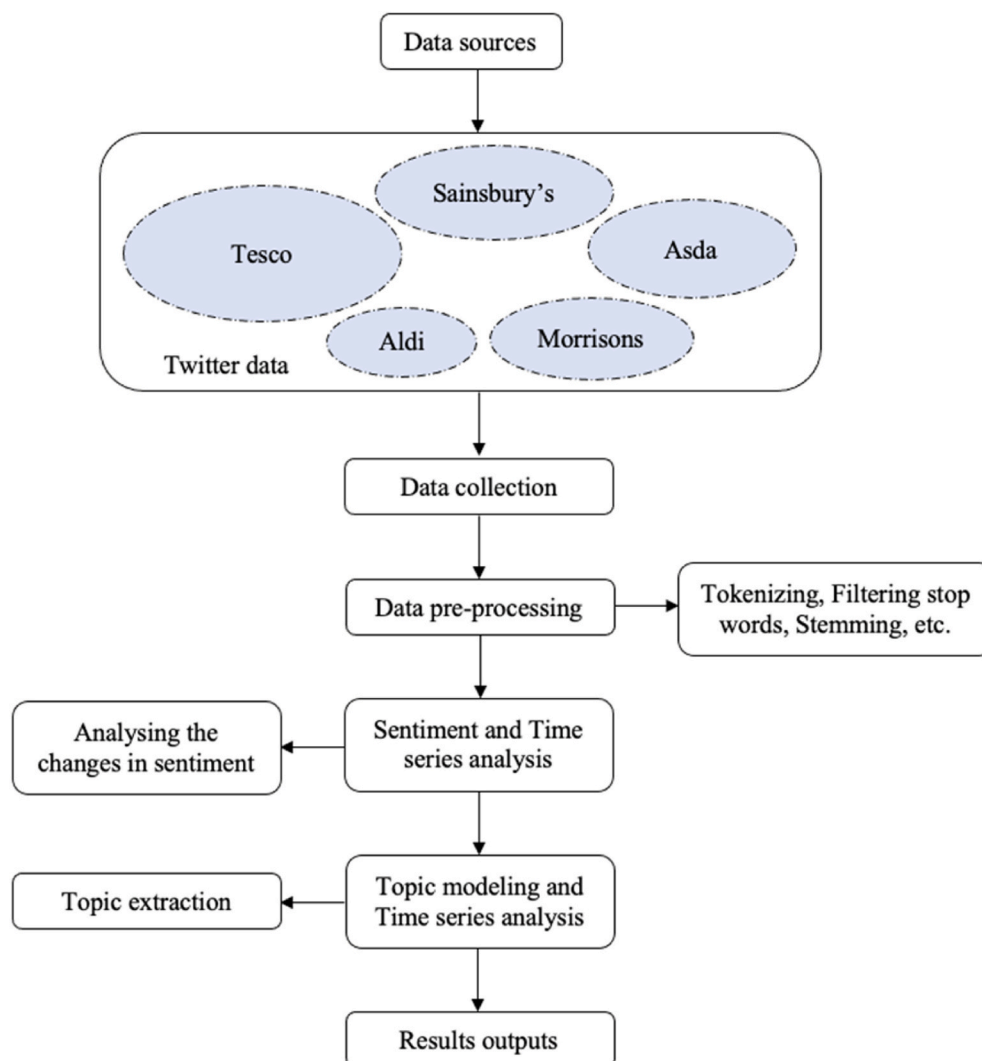 Data sources
Sainsbury's
Tesco
Asda
Aldi
Morrisons
Twitter data
Data collection
Data pre-processing
Tokenizing, Filtering stop
words, Stemming, etc.
Sentiment and Time
series analysis
Analysing the
changes in sentiment
Topic modeling and
Time series analysis
Topic extraction
Results outputs